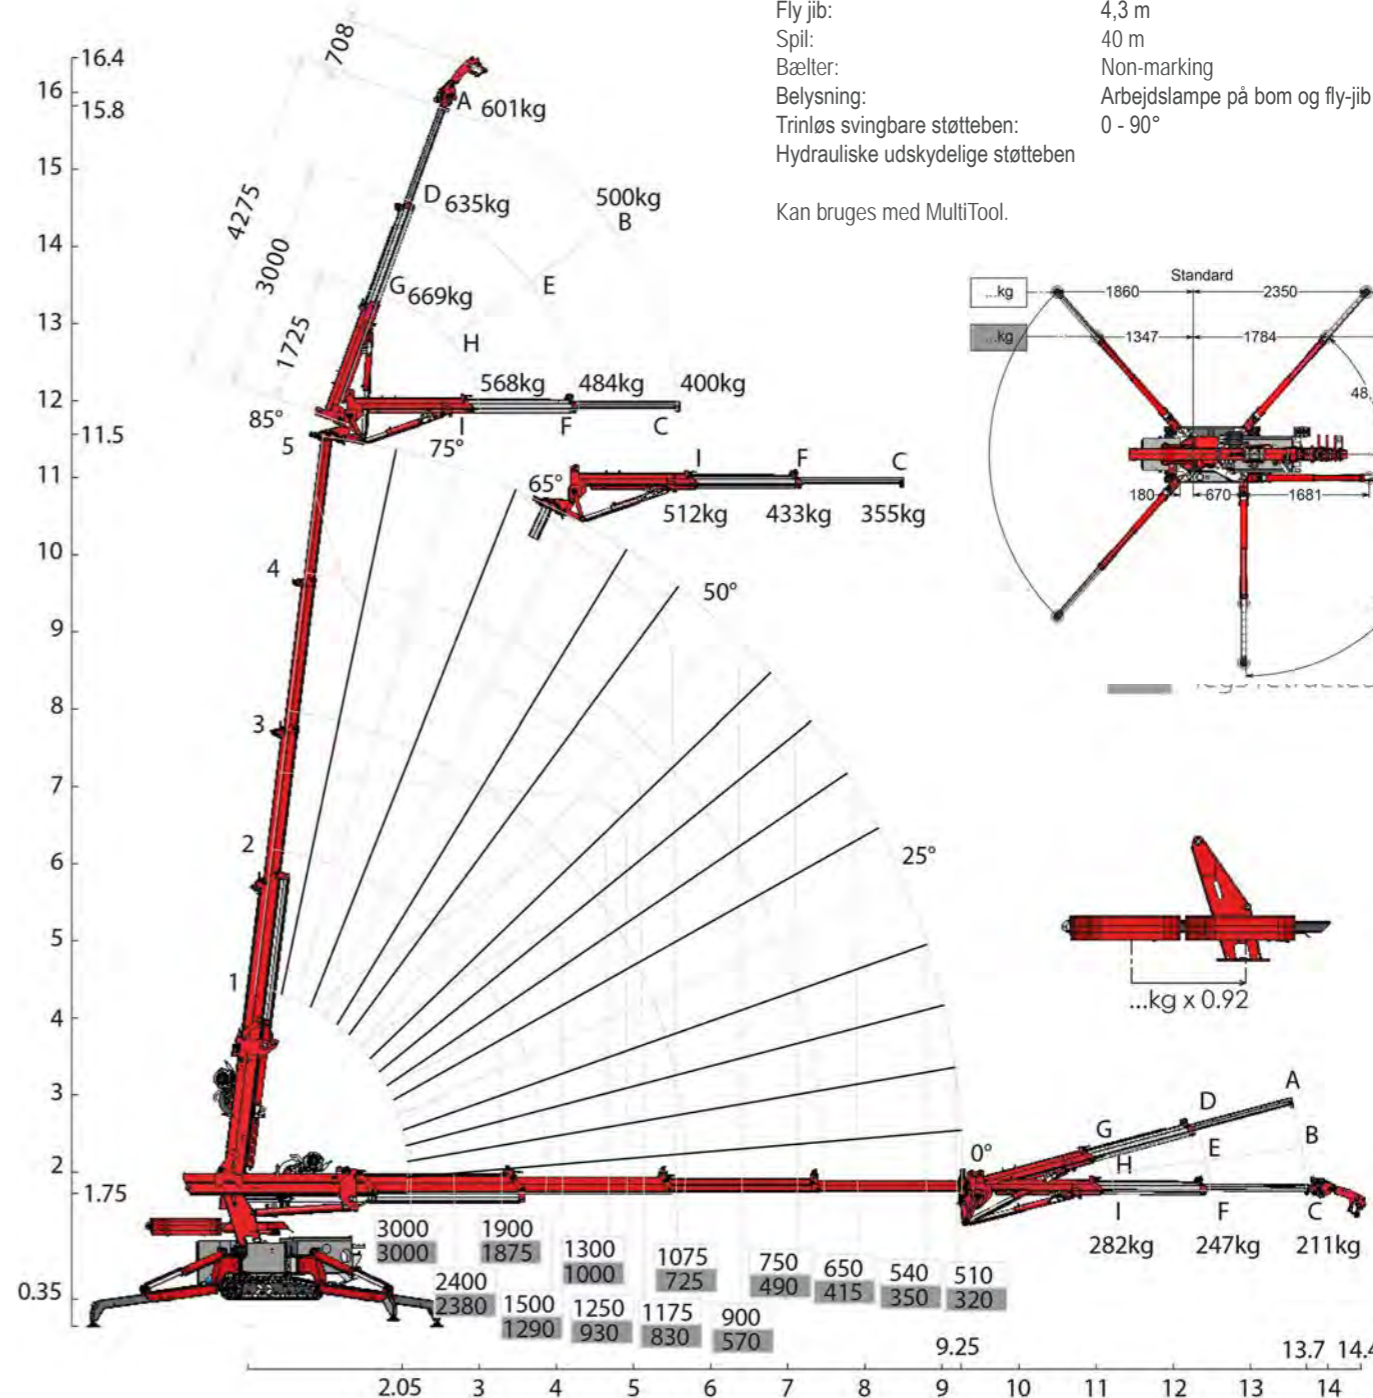 Fly jib: 4,3 m
Spil: 40 m
Bælter: Non-marking
Belysning: Arbejdslampe på bom og fly-jib
Trinløs svingbare støtteben: 0 - 90°
Hydrauliske udskydelige støtteben
Kan bruges med MultiTool.
16.4
16
15.8
15
14
13
12
11.5
11
10
9
8
7
6
5
4
3
2
1.75
0.35
708
4275
3000
1725
A 601kg
D 635kg
500kg
B
E
G 669kg
H
568kg 484kg 400kg
I F C
85°
75°
5
4
3
2
1
65°
I F C
512kg 433kg 355kg
50°
25°
0°
Standard
...kg 1860 2350
...kg 1347 1784
48
180 670 1681
...kg x 0.92
A
D
G E B
H
I F C
282kg 247kg 211kg
3000 1900 1300 1075 750 650 540 510
3000 1875 1000 725 490 415 350 320
2400 1500 1250 1175 900
2380 1290 930 830 570
9.25 13.7 14.4
2.05 3 4 5 6 7 8 9 10 11 12 13 14